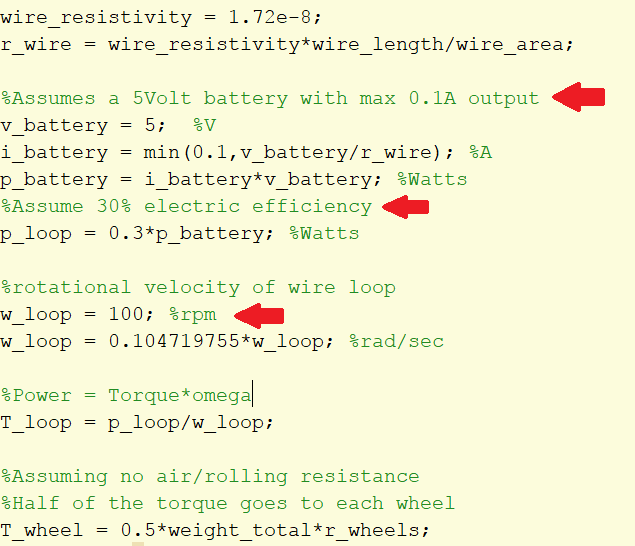 wire_resistivity = 1.72e-8;
r_wire = wire_resistivity*wire_length/wire_area;
%Assumes a 5Volt battery with max 0.1A output
v_battery = 5;  %V
i_battery = min(0.1,v_battery/r_wire); %A
p_battery = i_battery*v_battery; %Watts
%Assume 30% electric efficiency
p_loop = 0.3*p_battery; %Watts
%rotational velocity of wire loop
w_loop = 100; %rpm
w_loop = 0.104719755*w_loop; %rad/sec
%Power = Torque*omega
T_loop = p_loop/w_loop;
%Assuming no air/rolling resistance
%Half of the torque goes to each wheel
T_wheel = 0.5*weight_total*r_wheels;